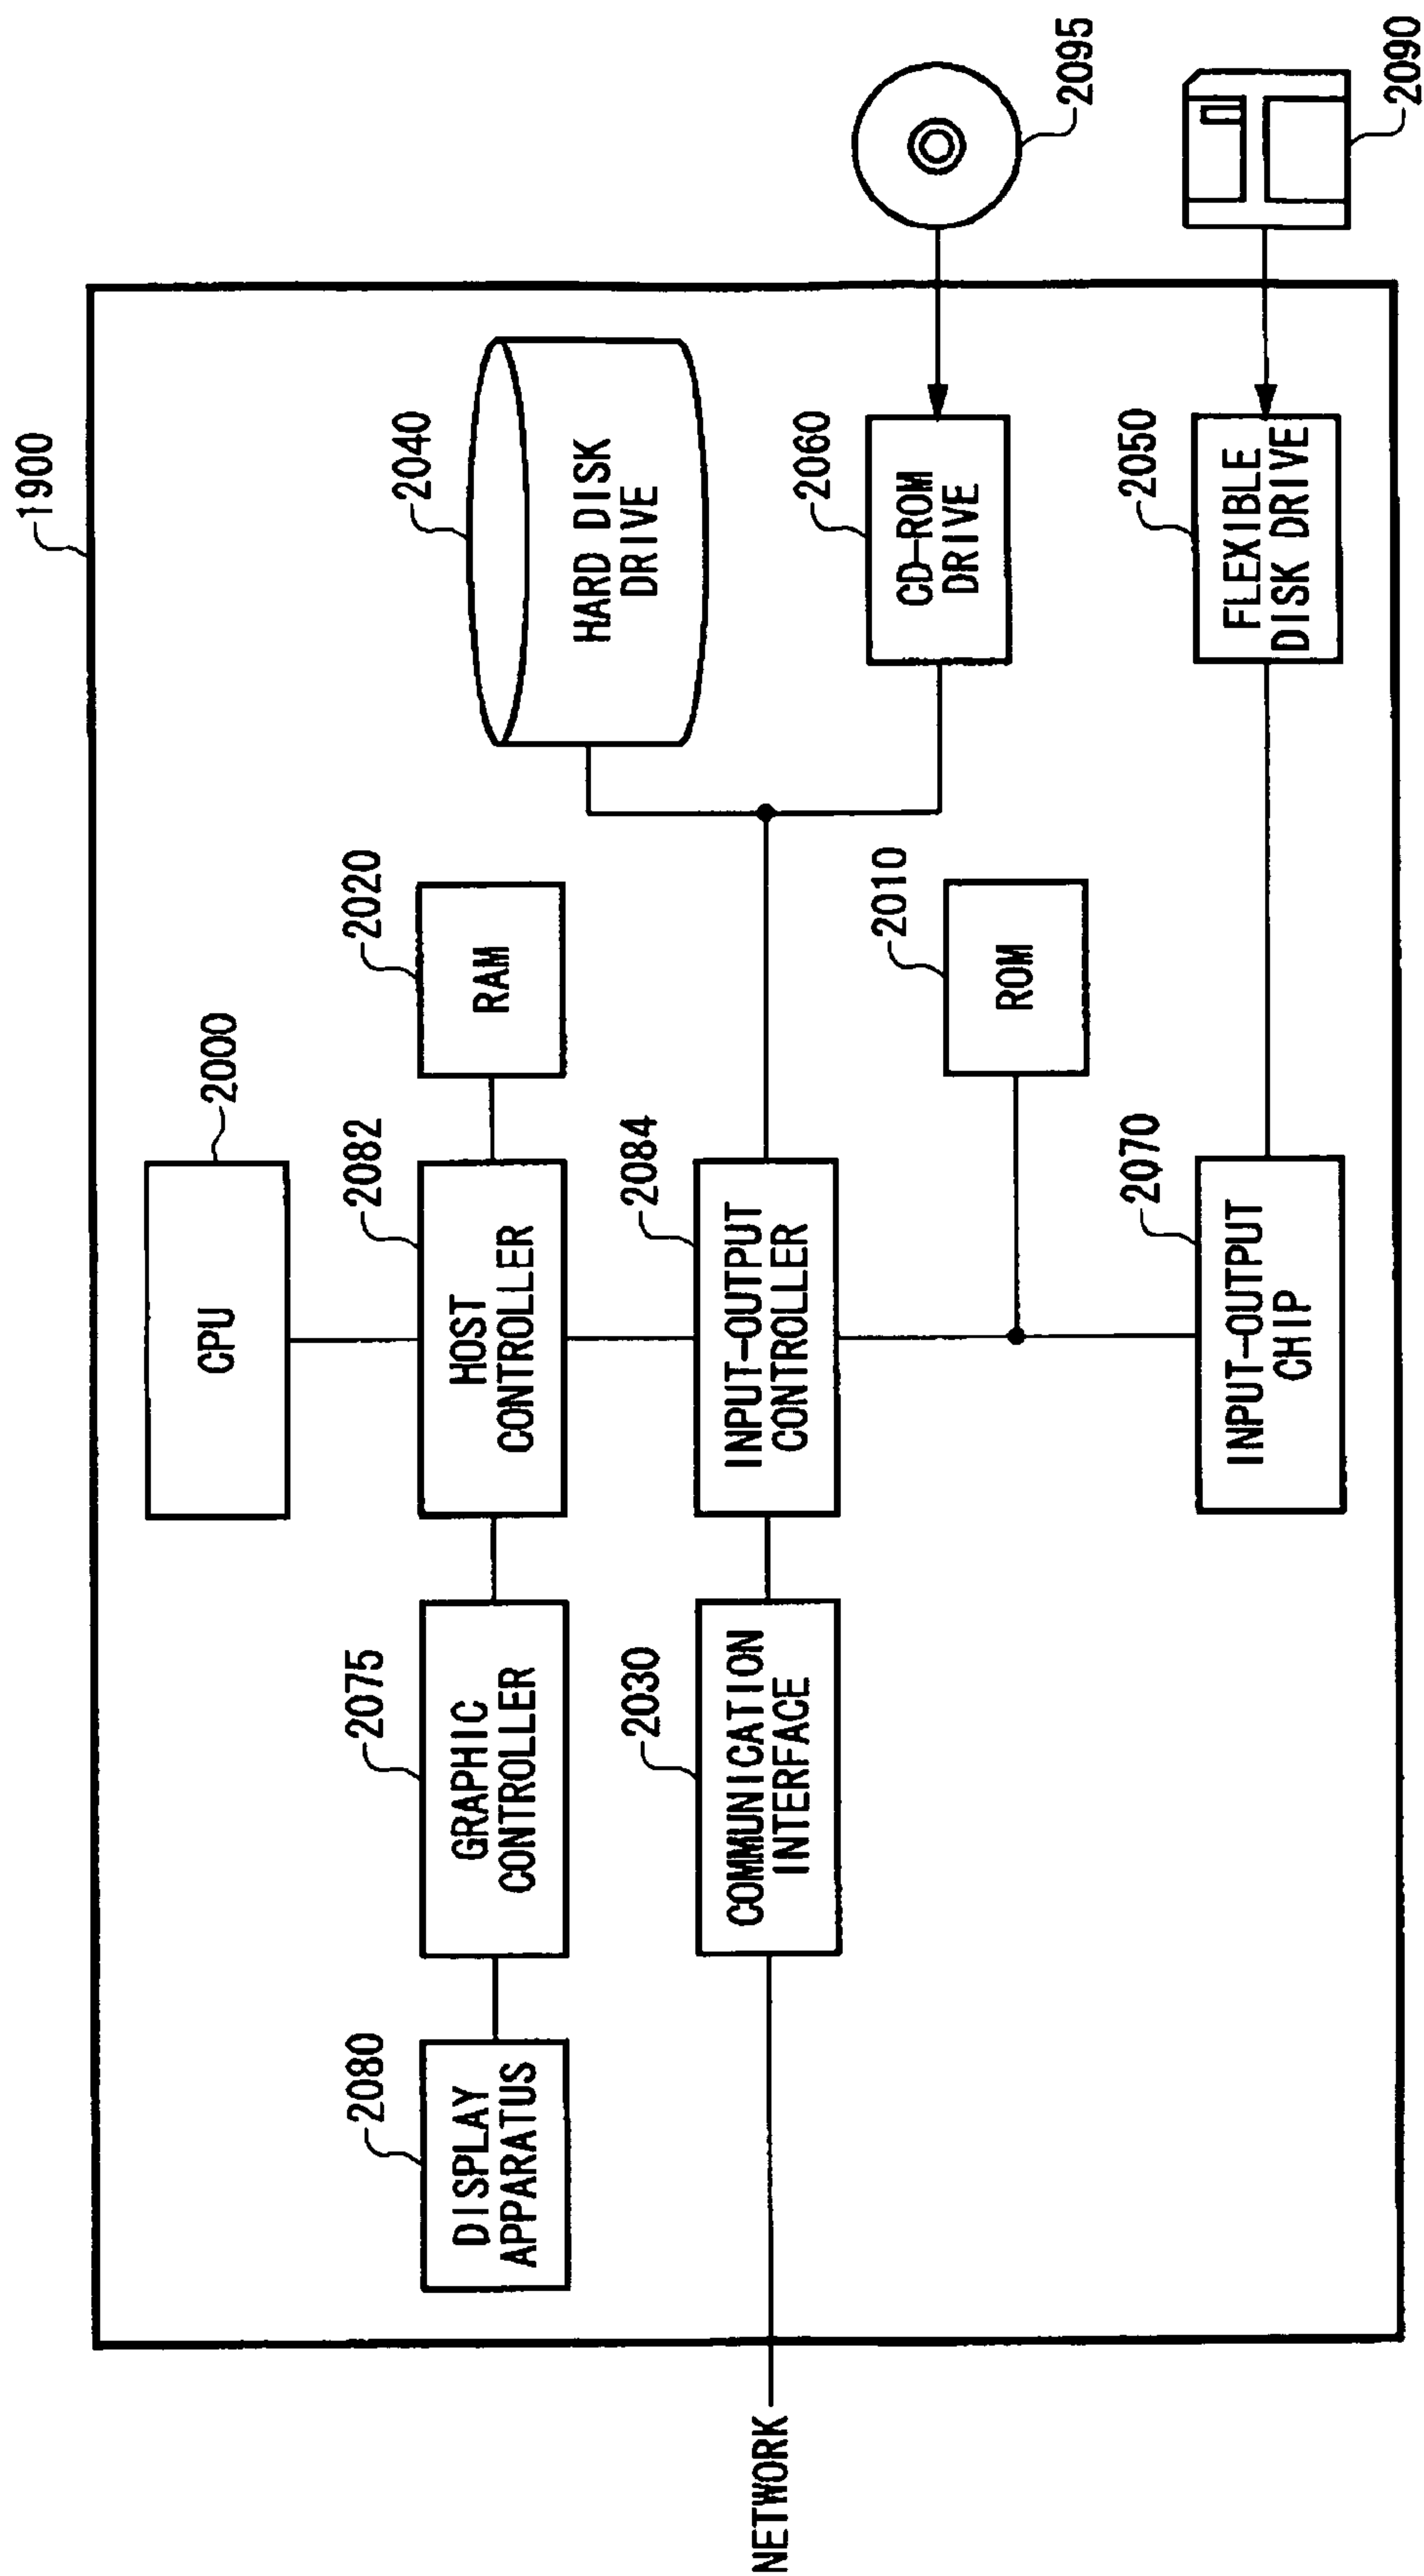 1900
CPU
2000
DISPLAY
APPARATUS
2080
GRAPHIC
CONTROLLER
2075
HOST
CONTROLLER
2082
RAM
2020
HARD DISK
DRIVE
2040
NETWORK
COMMUNICATION
INTERFACE
2030
INPUT-OUTPUT
CONTROLLER
2084
ROM
2010
CD-ROM
DRIVE
2060
2095
INPUT-OUTPUT
CHIP
2070
FLEXIBLE
DISK DRIVE
2050
2090